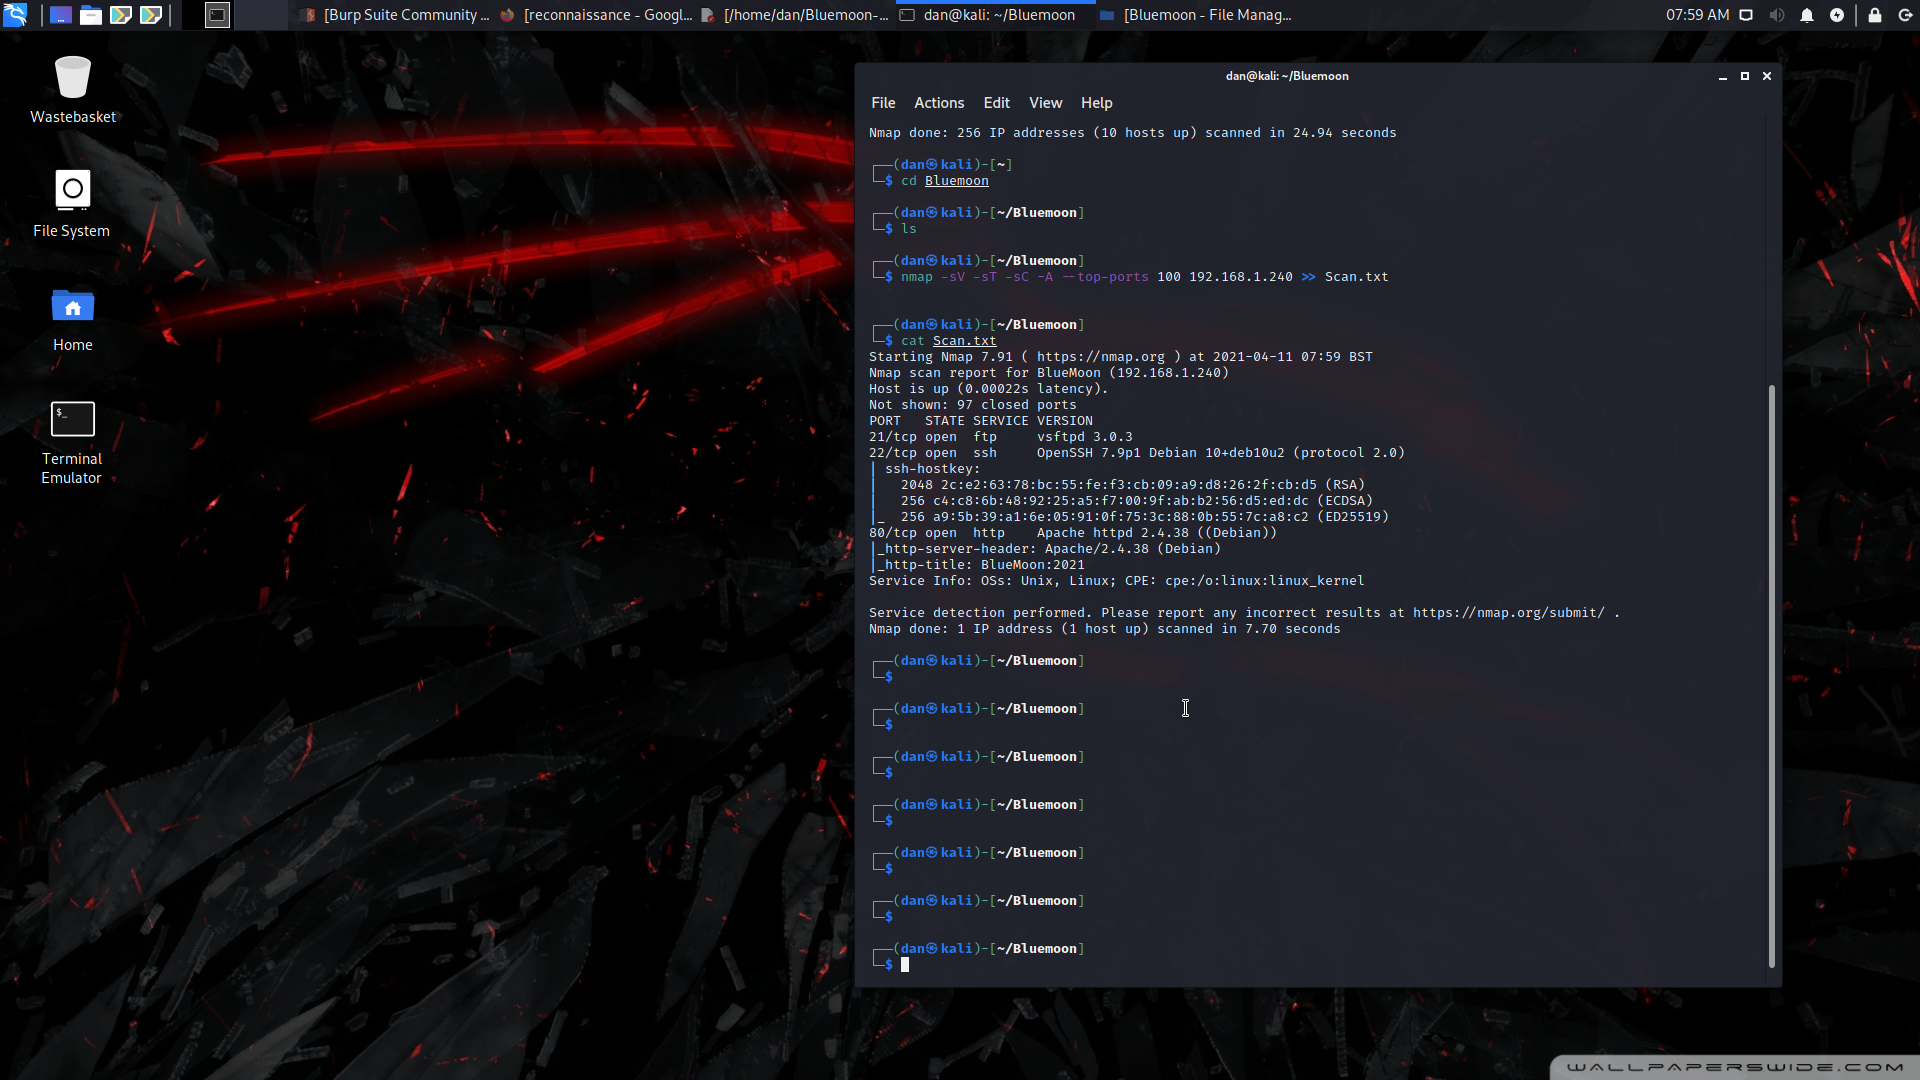 [Burp Suite Community ...
[reconnaissance - Googl...
[/home/dan/Bluemoon-...
dan@kali: ~/Bluemoon
[Bluemoon - File Manag...
07:59 AM
Wastebasket
File System
Home
$_
Terminal
Emulator
dan@kali: ~/Bluemoon
File Actions Edit View Help
Nmap done: 256 IP addresses (10 hosts up) scanned in 24.94 seconds
┌──(dan㉿kali)-[~]
└─$ cd Bluemoon
┌──(dan㉿kali)-[~/Bluemoon]
└─$ ls
┌──(dan㉿kali)-[~/Bluemoon]
└─$ nmap -sV -sT -sC -A --top-ports 100 192.168.1.240 >> Scan.txt
┌──(dan㉿kali)-[~/Bluemoon]
└─$ cat Scan.txt
Starting Nmap 7.91 ( https://nmap.org ) at 2021-04-11 07:59 BST
Nmap scan report for BlueMoon (192.168.1.240)
Host is up (0.00022s latency).
Not shown: 97 closed ports
PORT   STATE SERVICE VERSION
21/tcp open  ftp     vsftpd 3.0.3
22/tcp open  ssh     OpenSSH 7.9p1 Debian 10+deb10u2 (protocol 2.0)
| ssh-hostkey:
|   2048 2c:e2:63:78:bc:55:fe:f3:cb:09:a9:d8:26:2f:cb:d5 (RSA)
|   256 c4:c8:6b:48:92:25:a5:f7:00:9f:ab:b2:56:d5:ed:dc (ECDSA)
|_  256 a9:5b:39:a1:6e:05:91:0f:75:3c:88:0b:55:7c:a8:c2 (ED25519)
80/tcp open  http    Apache httpd 2.4.38 ((Debian))
|_http-server-header: Apache/2.4.38 (Debian)
|_http-title: BlueMoon:2021
Service Info: OSs: Unix, Linux; CPE: cpe:/o:linux:linux_kernel
Service detection performed. Please report any incorrect results at https://nmap.org/submit/ .
Nmap done: 1 IP address (1 host up) scanned in 7.70 seconds
┌──(dan㉿kali)-[~/Bluemoon]
└─$
┌──(dan㉿kali)-[~/Bluemoon]
└─$
┌──(dan㉿kali)-[~/Bluemoon]
└─$
┌──(dan㉿kali)-[~/Bluemoon]
└─$
┌──(dan㉿kali)-[~/Bluemoon]
└─$
┌──(dan㉿kali)-[~/Bluemoon]
└─$
┌──(dan㉿kali)-[~/Bluemoon]
└─$
WALLPAPERSWIDE.COM